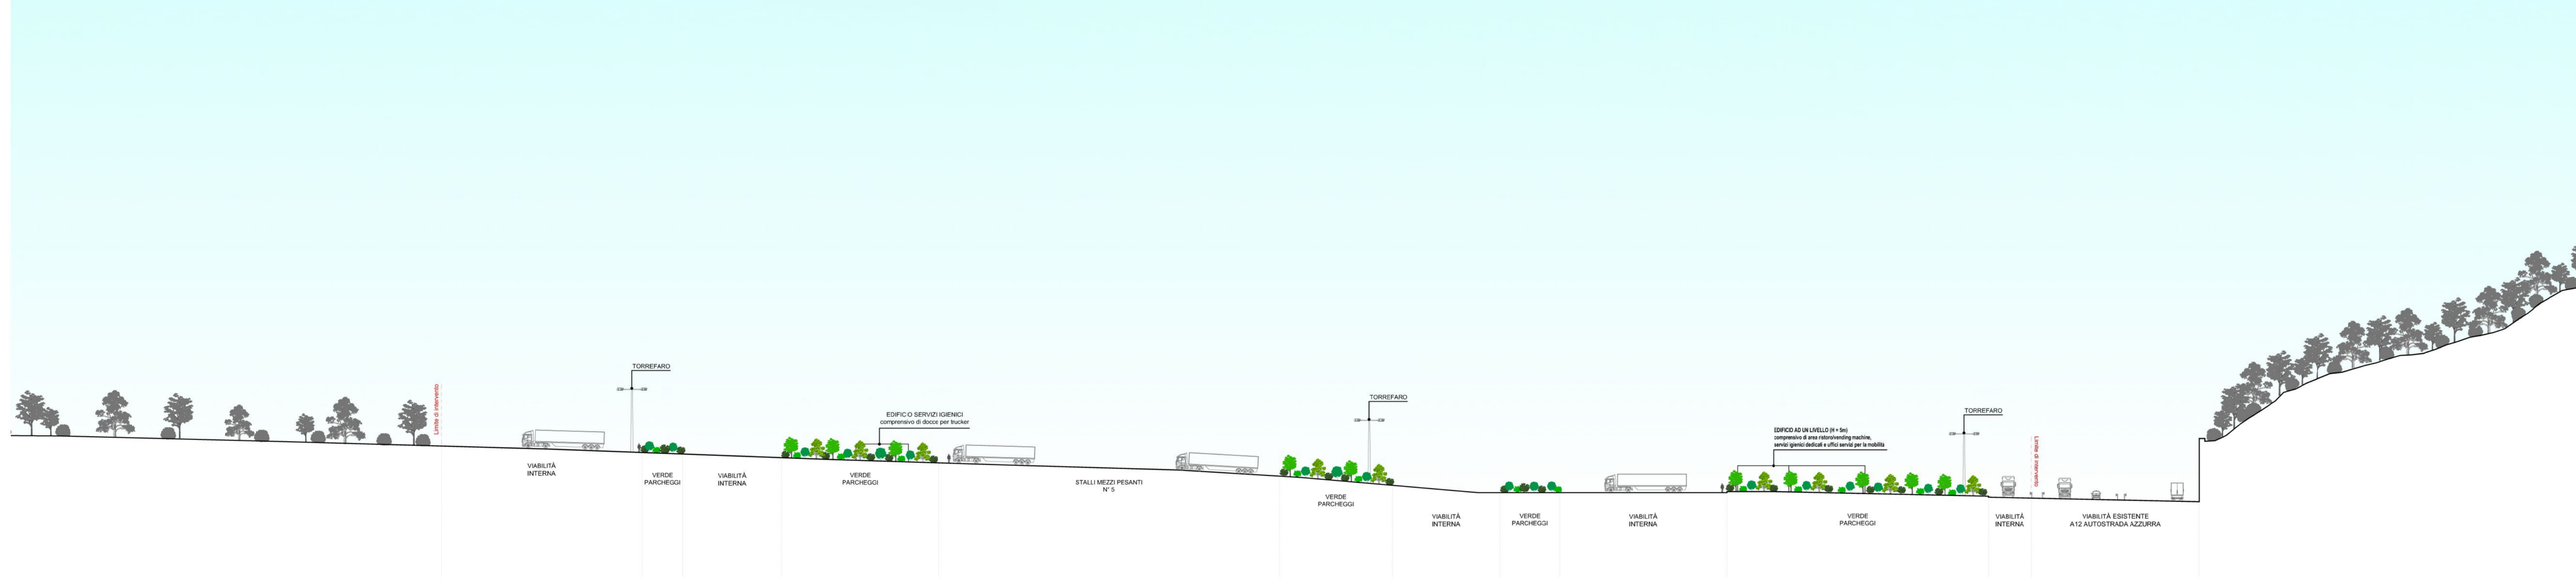 Limite di intervento
VIABILITÀ
INTERNA
TORREFARO
VERDE
PARCHEGGI
VIABILITÀ
INTERNA
EDIFICIO SERVIZI IGIENICI
comprensivo di docce per trucker
VERDE
PARCHEGGI
STALLI MEZZI PESANTI
N° 5
TORREFARO
VERDE
PARCHEGGI
VIABILITÀ
INTERNA
VERDE
PARCHEGGI
VIABILITÀ
INTERNA
EDIFICIO AD UN LIVELLO (H = 5m)
comprensivo di area ristoro/vending machine,
servizi igienici dedicati e uffici servizi per la mobilità
VERDE
PARCHEGGI
TORREFARO
VIABILITÀ
INTERNA
Limite di intervento
VIABILITÀ ESISTENTE
A12 AUTOSTRADA AZZURRA